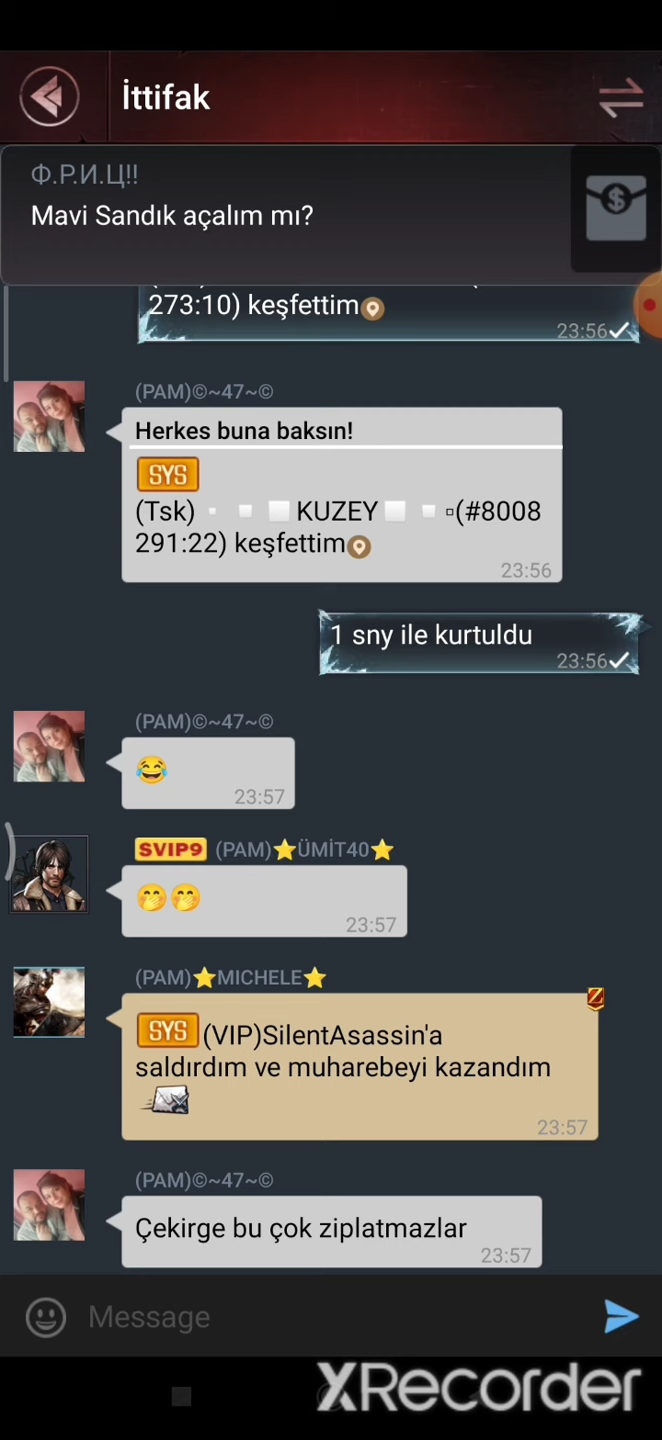 İttifak
Ф.Р.И.Ц!!
Mavi Sandık açalım mı?
273:10) keşfettim
23:56
(PAM)©~47~©
Herkes buna baksın!
SYS
(Tsk)▫◽⬜KUZEY⬜◽▫(#8008
291:22) keşfettim
23:56
1 sny ile kurtuldu
23:56
(PAM)©~47~©
😂
23:57
SVIP9 (PAM)⭐ÜMİT40⭐
🤭🤭
23:57
(PAM)⭐MICHELE⭐
SYS (VIP)SilentAsassin'a
saldırdım ve muharebeyi kazandım
23:57
(PAM)©~47~©
Çekirge bu çok ziplatmazlar
23:57
Message
XRecorder